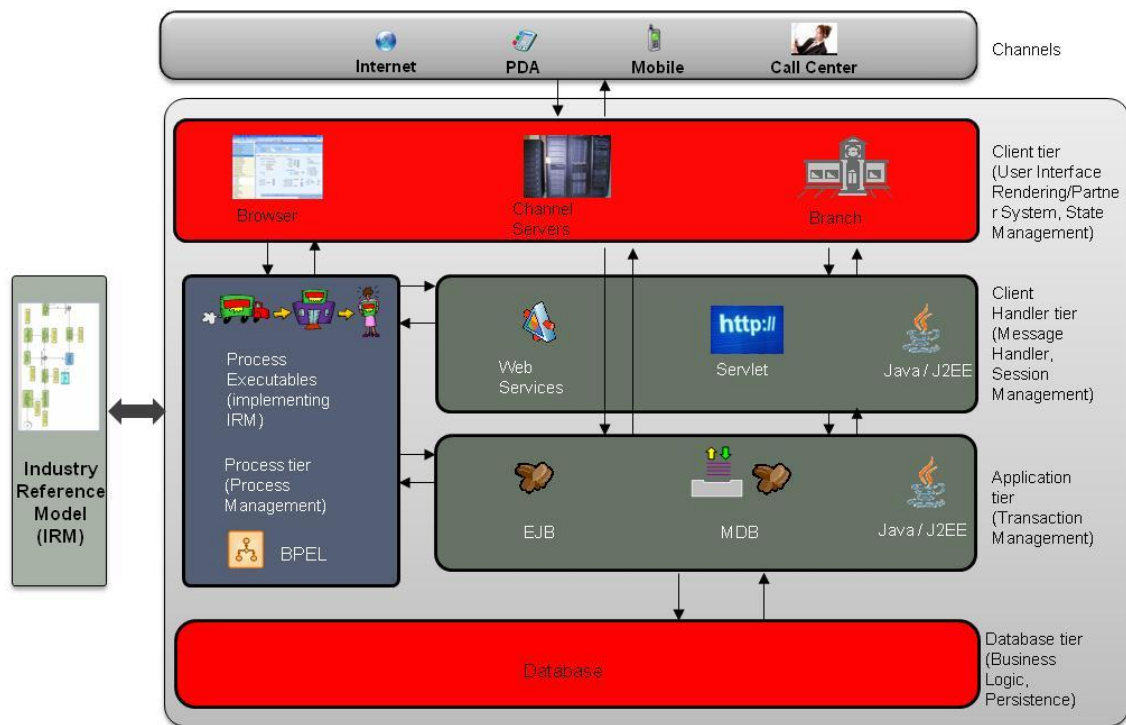 Internet
PDA
Mobile
Call Center
Channels
Browser
Channel
Servers
Branch
Client tier
(User Interface
Rendering/Partne
r System, State
Management)
Process
Executables
(implementing
IRM)
Process tier
(Process
Management)
BPEL
Web
Services
http://
Servlet
Java / J2EE
Client
Handler tier
(Message
Handler,
Session
Management)
Industry
Reference
Model
(IRM)
EJB
MDB
Java / J2EE
Application
tier
(Transaction
Management)
Database
Database tier
(Business
Logic,
Persistence)